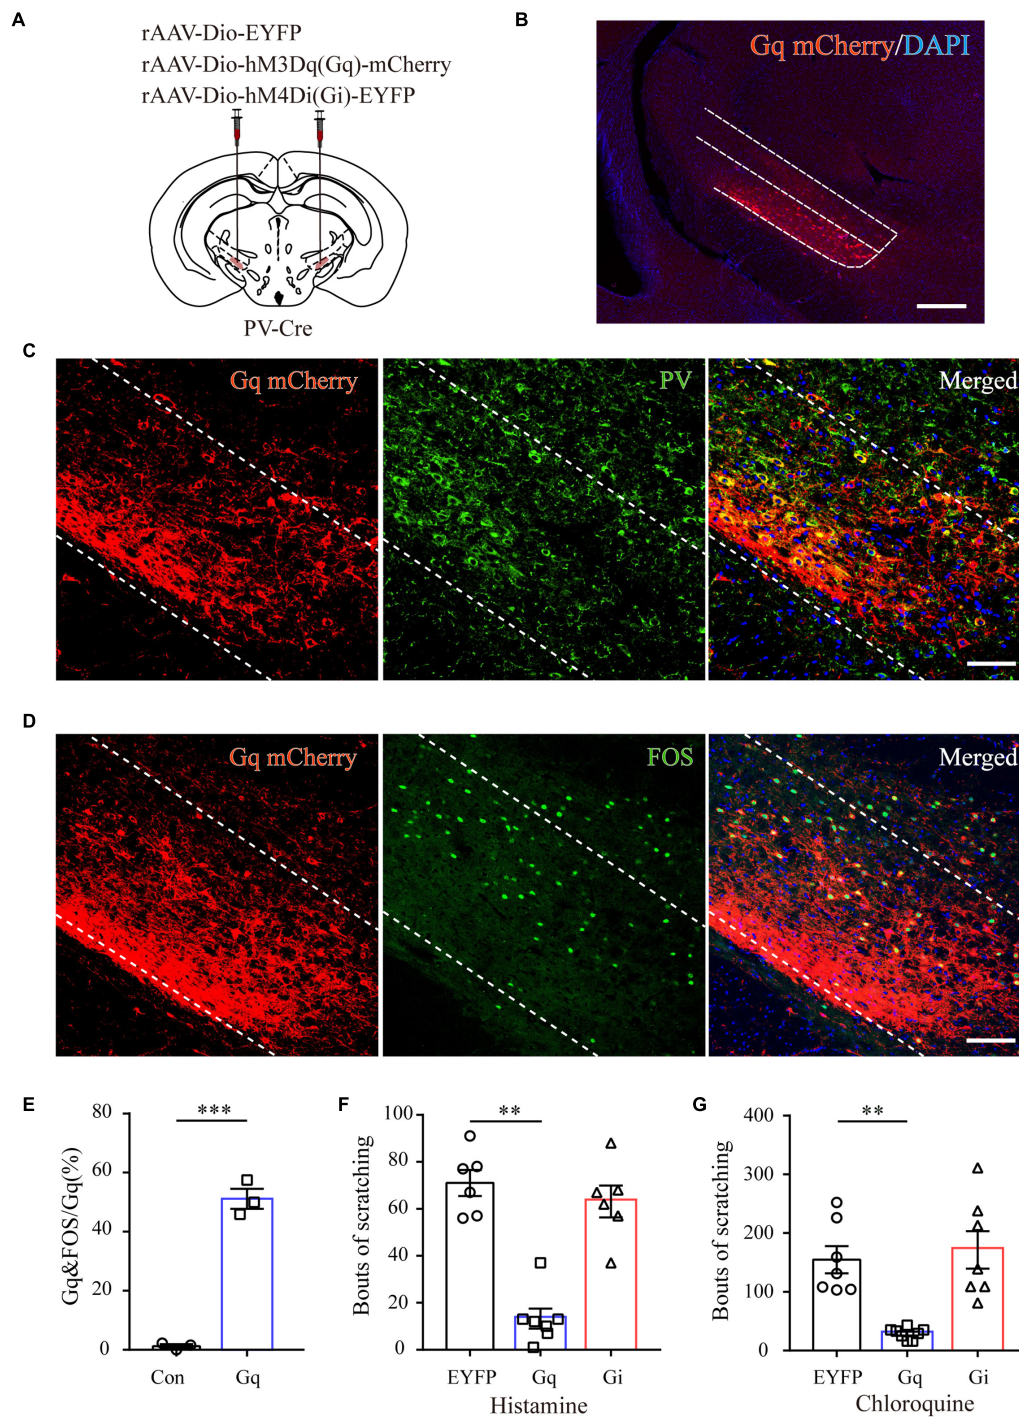 A
rAAV-Dio-EYFP
rAAV-Dio-hM3Dq(Gq)-mCherry
rAAV-Dio-hM4Di(Gi)-EYFP
PV-Cre
B
Gq mCherry/DAPI
C
Gq mCherry
PV
Merged
D
Gq mCherry
FOS
Merged
E
Gq&FOS/Gq(%)
80
60
40
20
0
***
Con
Gq
F
Bouts of scratching
100
80
60
40
20
0
**
EYFP
Gq
Gi
Histamine
G
Bouts of scratching
400
300
200
100
0
**
EYFP
Gq
Gi
Chloroquine